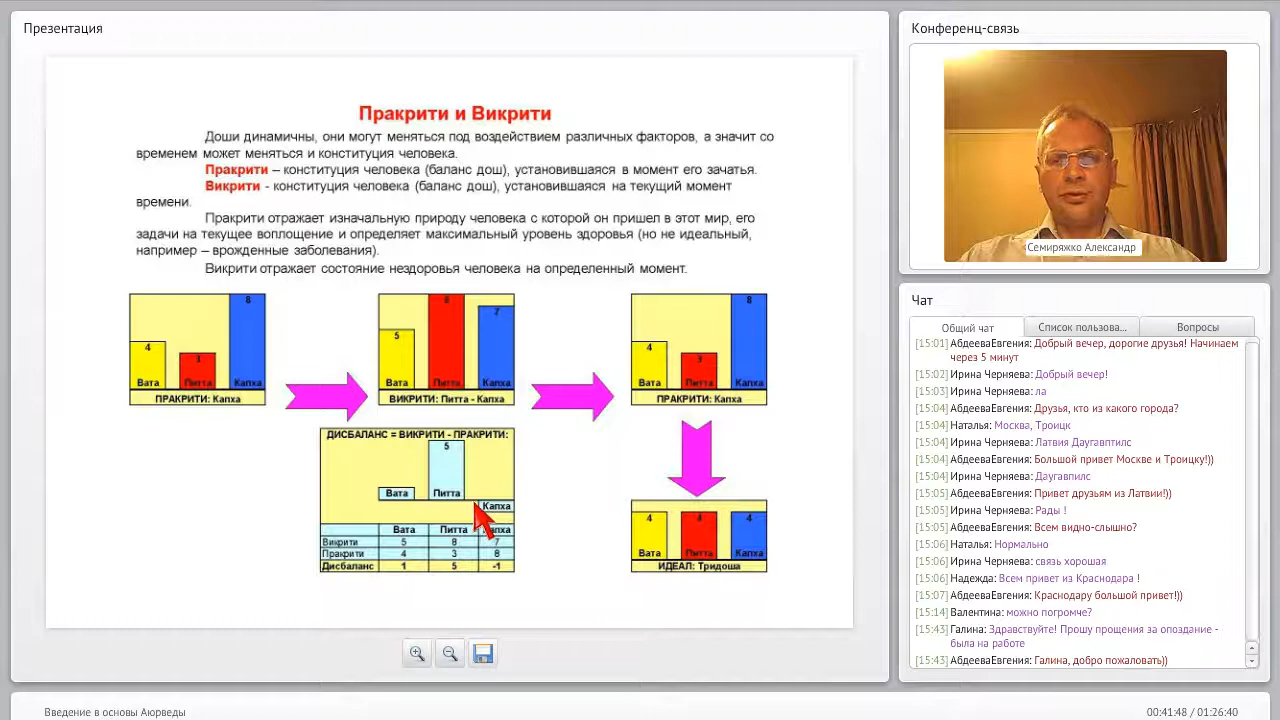 Презентация
Пракрити и Викрити
Доши динамичны, они могут меняться под воздействием различных факторов, а значит со
временем может меняться и конституция человека.
Пракрити – конституция человека (баланс дош), установившаяся в момент его зачатья.
Викрити - конституция человека (баланс дош), установившаяся на текущий момент
времени.
Пракрити отражает изначальную природу человека с которой он пришел в этот мир, его
задачи на текущее воплощение и определяет максимальный уровень здоровья (но не идеальный,
например – врожденные заболевания).
Викрити отражает состояние нездоровья человека на определенный момент.
4 3 8
Вата Питта Капха
ПРАКРИТИ: Капха
5 8 7
Вата Питта Капха
ВИКРИТИ: Питта - Капха
4 3 8
Вата Питта Капха
ПРАКРИТИ: Капха
ДИСБАЛАНС = ВИКРИТИ - ПРАКРИТИ:
5
Вата Питта
Капха
Вата Питта Капха
Викрити 5 8 7
Пракрити 4 3 8
Дисбаланс 1 5 -1
4 4 4
Вата Питта Капха
ИДЕАЛ: Тридоша
Конференц-связь
Семиряжко Александр
Чат
Общий чат Список пользова... Вопросы
[15:01] АбдееваЕвгения: Добрый вечер, дорогие друзья! Начинаем
через 5 минут
[15:02] Ирина Черняева: Добрый вечер!
[15:03] Ирина Черняева: ла
[15:04] АбдееваЕвгения: Друзья, кто из какого города?
[15:04] Наталья: Москва, Троицк
[15:04] Ирина Черняева: Латвия Даугавптилс
[15:04] АбдееваЕвгения: Большой привет Москве и Троицку!))
[15:04] Ирина Черняева: Даугавпилс
[15:05] АбдееваЕвгения: Привет друзьям из Латвии!))
[15:05] Ирина Черняева: Рады !
[15:05] АбдееваЕвгения: Всем видно-слышно?
[15:06] Наталья: Нормально
[15:06] Ирина Черняева: связь хорошая
[15:06] Надежда: Всем привет из Краснодара !
[15:07] АбдееваЕвгения: Краснодару большой привет!))
[15:14] Валентина: можно погромче?
[15:43] Галина: Здравствуйте! Прошу прощения за опоздание -
была на работе
[15:43] АбдееваЕвгения: Галина, добро пожаловать))
Введение в основы Аюрведы
00:41:48 / 01:26:40